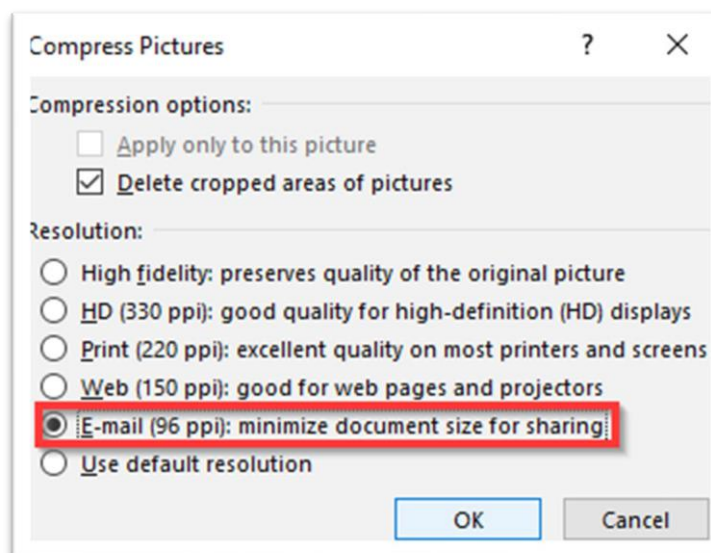 Compress Pictures ? ×
Compression options:
Apply only to this picture
Delete cropped areas of pictures
Resolution:
High fidelity: preserves quality of the original picture
HD (330 ppi): good quality for high-definition (HD) displays
Print (220 ppi): excellent quality on most printers and screens
Web (150 ppi): good for web pages and projectors
E-mail (96 ppi): minimize document size for sharing
Use default resolution
OK Cancel